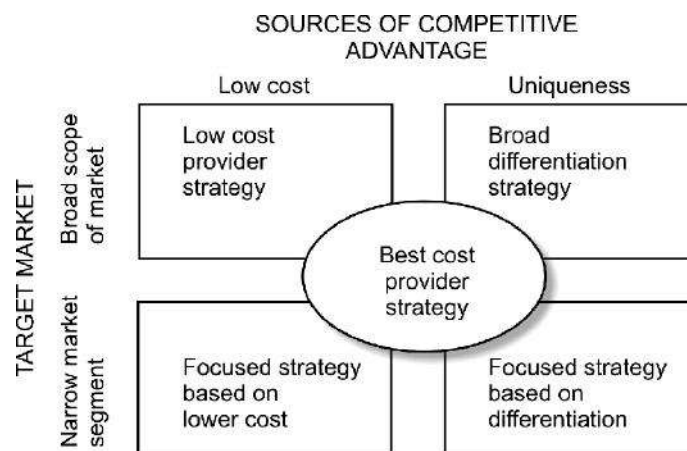 SOURCES OF COMPETITIVE
ADVANTAGE
Low cost
Uniqueness
TARGET MARKET
Broad scope
of market
Low cost
provider
strategy
Broad
differentiation
strategy
Best cost
provider
strategy
Narrow market
segment
Focused strategy
based on
lower cost
Focused strategy
based on
differentiation